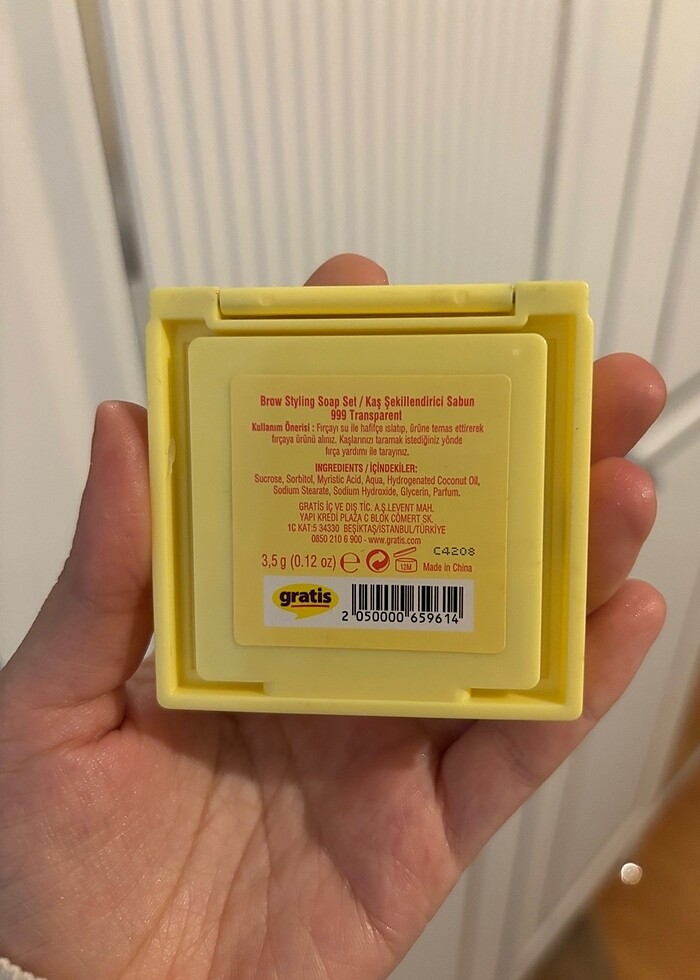 Brow Styling Soap Set / Kaş Şekillendirici Sabun
999 Transparent
Kullanım Önerisi : Fırçayı su ile hafifçe ıslatıp, ürüne temas ettirerek
fırçaya ürünü alınız. Kaşlarınızı taramak istediğiniz yönde
fırça yardımı ile tarayınız.
INGREDIENTS / İÇİNDEKİLER:
Sucrose, Sorbitol, Myristic Acid, Aqua, Hydrogenated Coconut Oil,
Sodium Stearate, Sodium Hydroxide, Glycerin, Parfum.
GRATİS İÇ VE DIŞ TİC. A.Ş.LEVENT MAH.
YAPI KREDİ PLAZA C BLOK CÖMERT SK.
1C KAT:5 34330 BEŞİKTAŞ/İSTANBUL/TÜRKİYE
0850 210 6 900 - www.gratis.com
C4208
3,5 g (0.12 oz) e 12M Made in China
gratis
2 050000 659614